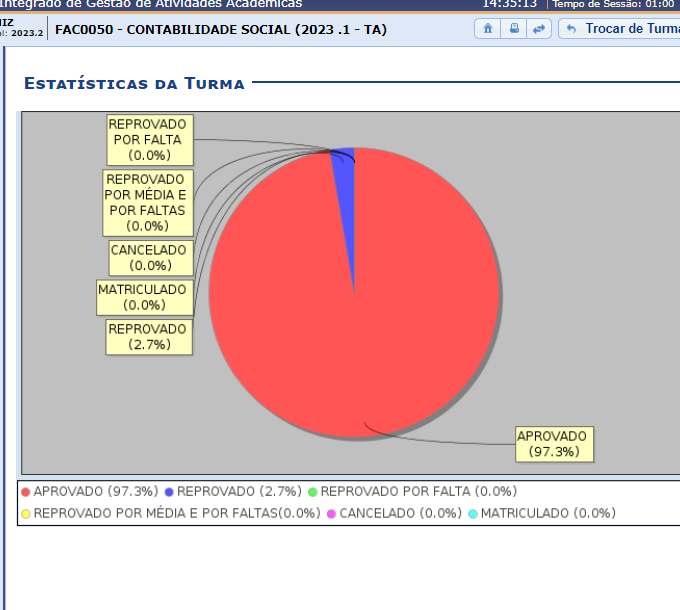 Integrado de Gestão de Atividades Acadêmicas 14:35:13 Tempo de Sessão: 01:00
IZ
al: 2023.2 FAC0050 - CONTABILIDADE SOCIAL (2023 .1 - TA) Trocar de Turma
ESTATÍSTICAS DA TURMA
REPROVADO
POR FALTA
(0.0%)
REPROVADO
POR MÉDIA E
POR FALTAS
(0.0%)
CANCELADO
(0.0%)
MATRICULADO
(0.0%)
REPROVADO
(2.7%)
APROVADO
(97.3%)
APROVADO (97.3%) REPROVADO (2.7%) REPROVADO POR FALTA (0.0%)
REPROVADO POR MÉDIA E POR FALTAS(0.0%) CANCELADO (0.0%) MATRICULADO (0.0%)